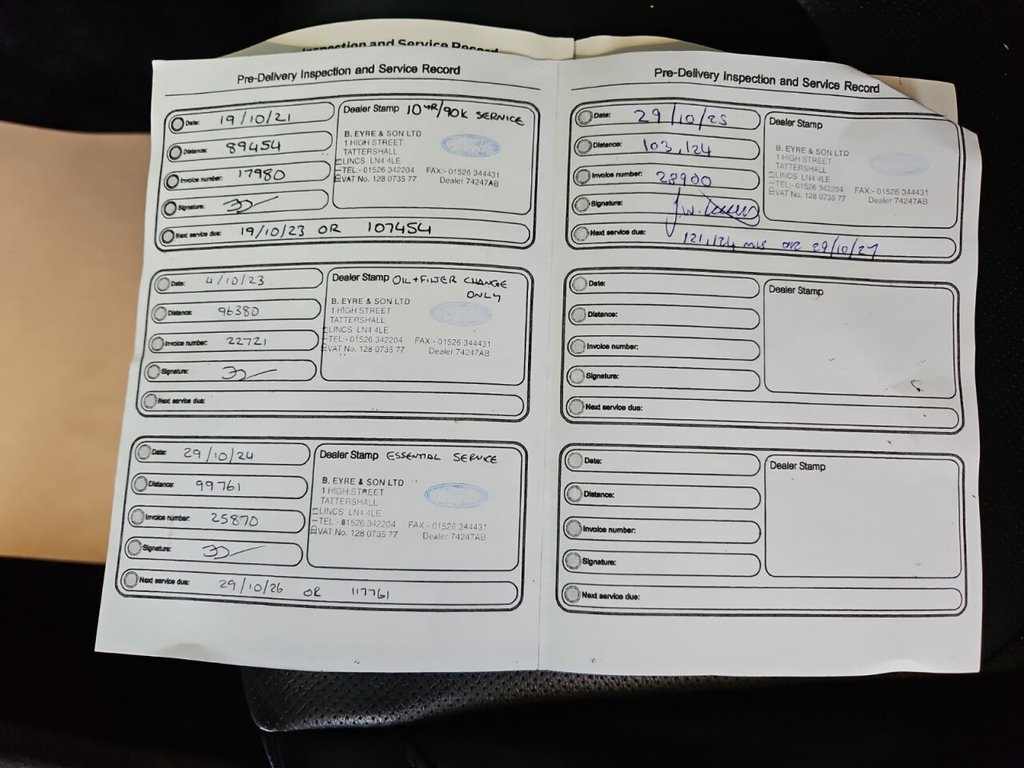 Inspection and Service Record
Pre-Delivery Inspection and Service Record
Date: 19/10/21
Distance: 89454
Invoice number: 17980
Signature:
Next service due: 19/10/23 OR 107454
Dealer Stamp 10YR/90K SERVICE
B. EYRE & SON LTD
1 HIGH STREET
TATTERSHALL
LINCS LN4 4LE
TEL:- 01526 342204 FAX:- 01526 344431
VAT No. 128 0735 77 Dealer 74247AB
Ford
Date: 4/10/23
Distance: 96380
Invoice number: 22721
Signature:
Next service due:
Dealer Stamp OIL+FILTER CHANGE
ONLY
B. EYRE & SON LTD
1 HIGH STREET
TATTERSHALL
LINCS LN4 4LE
TEL:- 01526 342204 FAX:- 01526 344431
VAT No. 128 0735 77 Dealer 74247AB
Ford
Date: 29/10/24
Distance: 99761
Invoice number: 25870
Signature:
Next service due: 29/10/26 OR 117761
Dealer Stamp ESSENTIAL SERVICE
B. EYRE & SON LTD
1 HIGH STREET
TATTERSHALL
LINCS LN4 4LE
TEL:- 01526 342204 FAX:- 01526 344431
VAT No. 128 0735 77 Dealer 74247AB
Ford
Pre-Delivery Inspection and Service Record
Date: 29/10/25
Distance: 103,124
Invoice number: 28900
Signature:
Next service due: 121,124 mls OR 29/10/27
Dealer Stamp
B. EYRE & SON LTD
1 HIGH STREET
TATTERSHALL
LINCS LN4 4LE
TEL:- 01526 342204 FAX:- 01526 344431
VAT No. 128 0735 77 Dealer 74247AB
Date:
Distance:
Invoice number:
Signature:
Next service due:
Dealer Stamp
Date:
Distance:
Invoice number:
Signature:
Next service due:
Dealer Stamp